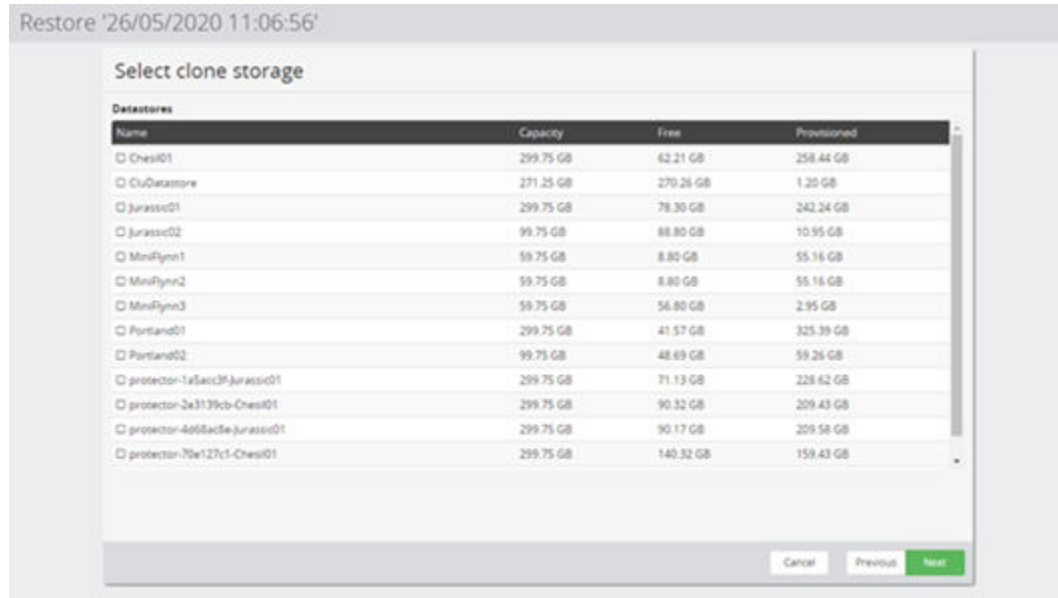 Restore '26/05/2020 11:06:56'
Select clone storage
Datastores
Name Capacity Free Provisioned
Chesil01 299.75 GB 62.21 GB 258.44 GB
CluDatastore 271.25 GB 270.26 GB 1.20 GB
Jurassic01 299.75 GB 78.30 GB 242.24 GB
Jurassic02 99.75 GB 88.80 GB 10.95 GB
MiniFlynn1 59.75 GB 8.80 GB 55.16 GB
MiniFlynn2 59.75 GB 8.80 GB 55.16 GB
MiniFlynn3 59.75 GB 56.80 GB 2.95 GB
Portland01 299.75 GB 41.57 GB 325.39 GB
Portland02 99.75 GB 48.69 GB 59.26 GB
protector-1a5acc3f-Jurassic01 299.75 GB 71.13 GB 228.62 GB
protector-2e3139cb-Chesil01 299.75 GB 90.32 GB 209.43 GB
protector-4d68ac8e-Jurassic01 299.75 GB 90.17 GB 209.58 GB
protector-70e127c1-Chesil01 299.75 GB 140.32 GB 159.43 GB
Cancel Previous Next